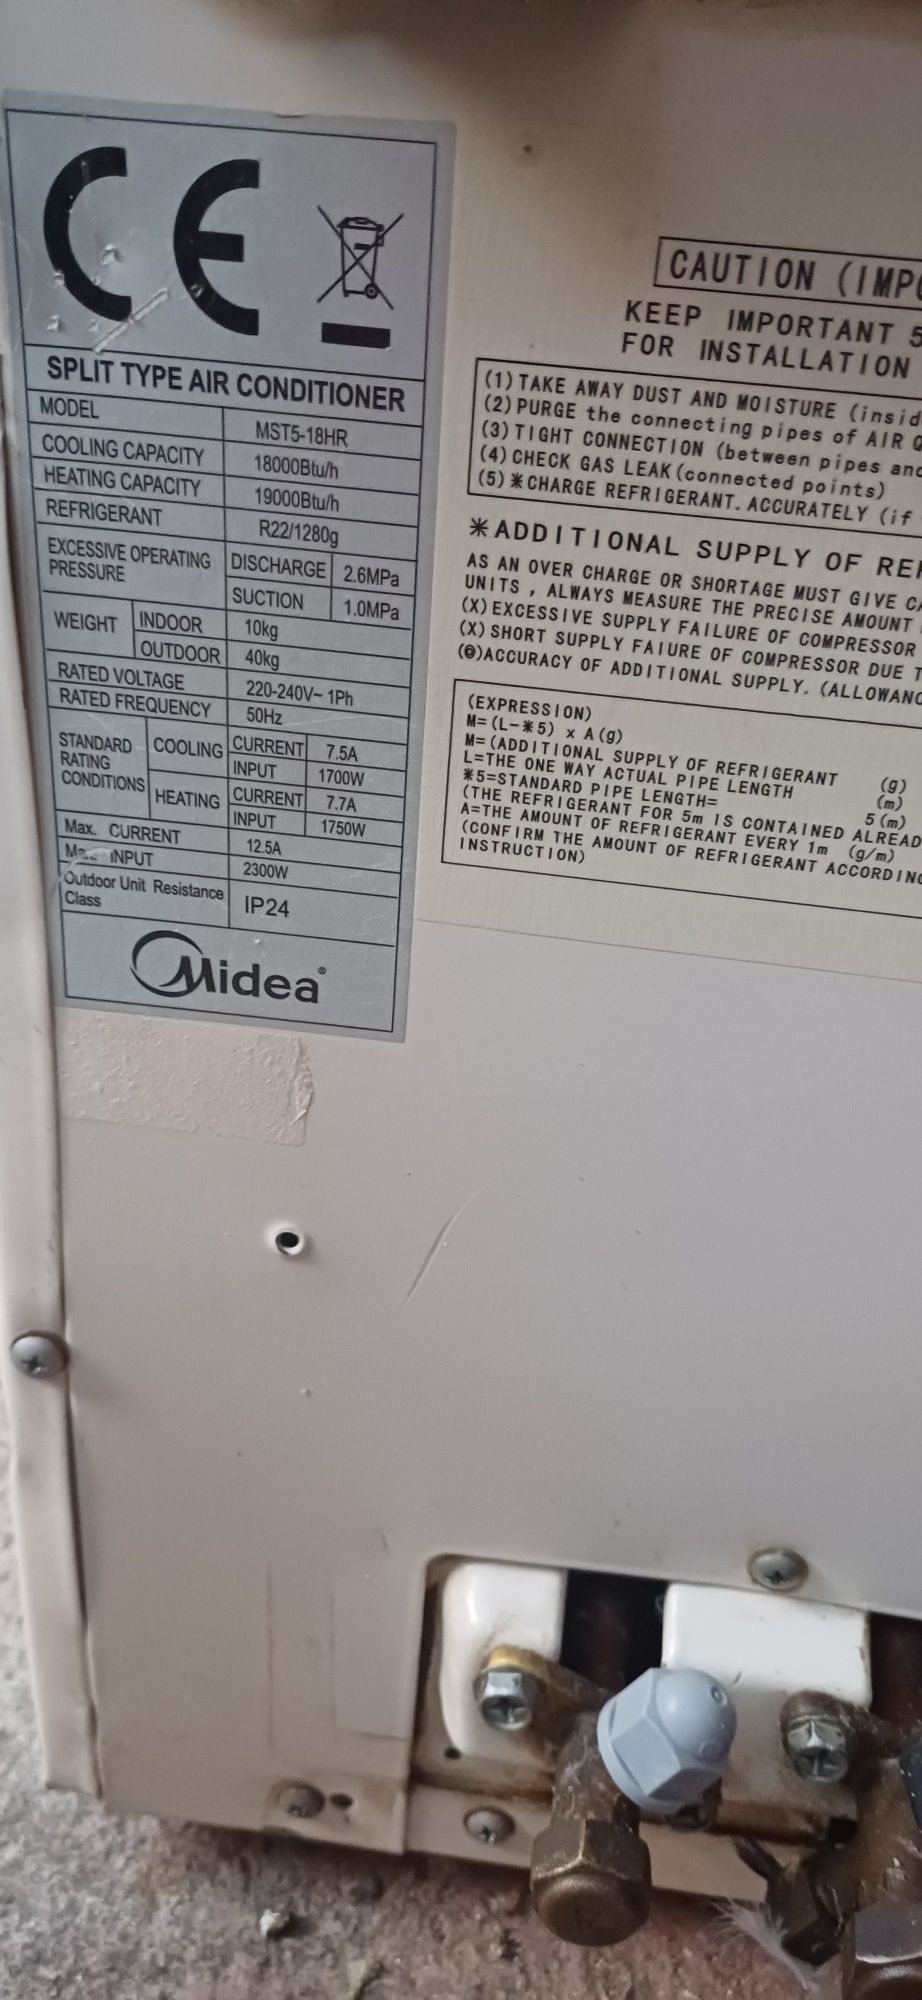 CE
SPLIT TYPE AIR CONDITIONER
MODEL MST5-18HR
COOLING CAPACITY 18000Btu/h
HEATING CAPACITY 19000Btu/h
REFRIGERANT R22/1280g
EXCESSIVE OPERATING PRESSURE DISCHARGE 2.6MPa
SUCTION 1.0MPa
WEIGHT INDOOR 10kg
OUTDOOR 40kg
RATED VOLTAGE 220-240V~ 1Ph
RATED FREQUENCY 50Hz
STANDARD RATING CONDITIONS COOLING CURRENT 7.5A
INPUT 1700W
HEATING CURRENT 7.7A
INPUT 1750W
Max. CURRENT 12.5A
INPUT 2300W
Outdoor Unit Resistance Class IP24
Midea®
CAUTION
KEEP IMPORTANT 5
FOR INSTALLATION
(1) TAKE AWAY DUST AND MOISTURE
(2) PURGE the connecting pipes of AIR
(3) TIGHT CONNECTION (between pipes
(4) CHECK GAS LEAK (connected points)
(5) ※CHARGE REFRIGERANT. ACCURATELY (if
※ADDITIONAL SUPPLY OF
AS AN OVER CHARGE OR SHORTAGE MUST GIVE
UNITS , ALWAYS MEASURE THE PRECISE AMOUNT
(X) EXCESSIVE SUPPLY FAILURE OF COMPRESSOR
(X) SHORT SUPPLY FAIURE OF COMPRESSOR DUE
(◎)ACCURACY OF ADDITIONAL SUPPLY.
(EXPRESSION)
M=(L-※5) x A(g)
M=(ADDITIONAL SUPPLY OF REFRIGERANT (g)
L=THE ONE WAY ACTUAL PIPE LENGTH (m)
※5=STANDARD PIPE LENGTH= 5(m)
(THE REFRIGERANT FOR 5m IS CONTAINED
A=THE AMOUNT OF REFRIGERANT EVERY 1m (g/m)
(CONFIRM THE AMOUNT OF REFRIGERANT
INSTRUCTION)